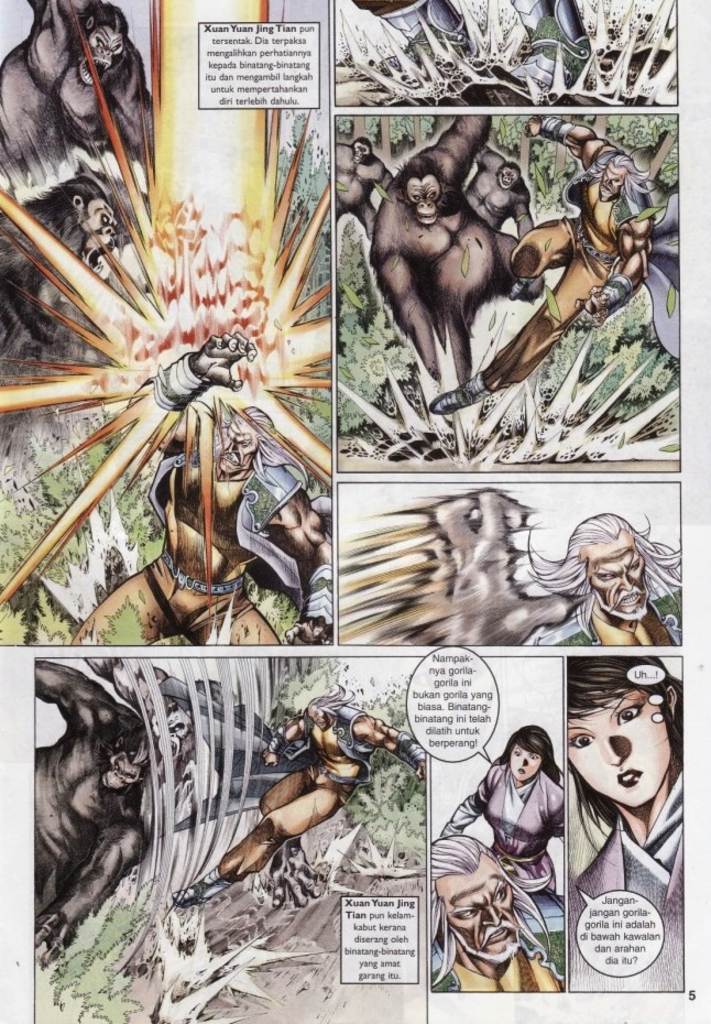 Xuan Yuan Jing Tian pun
tersentak. Dia terpaksa
mengalihkan perhatiannya
kepada binatang-binatang
itu dan mengambil langkah
untuk mempertahankan
diri terlebih dahulu.
Xuan Yuan Jing
Tian pun kelam-
kabut kerana
diserang oleh
binatang-binatang
yang amat
garang itu.
Nampak-
nya gorila-
gorila ini
bukan gorila yang
biasa. Binatang-
binatang ini telah
dilatih untuk
berperang!
Uh...!
Jangan-
jangan gorila-
gorila ini adalah
di bawah kawalan
dan arahan
dia itu?
5